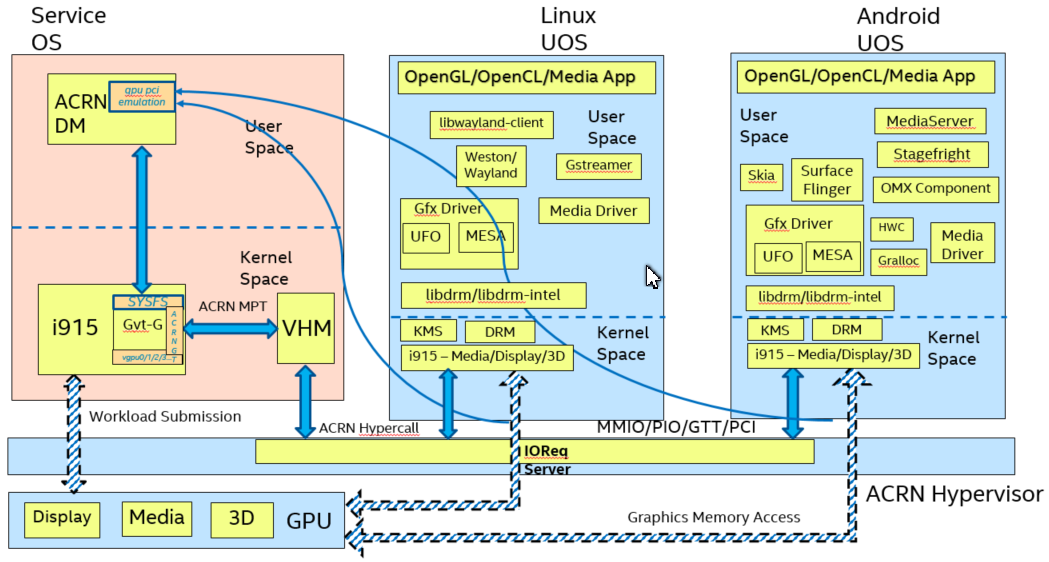 Service
OS
ACRN
DM
gpu pci
emulation
User
Space
Kernel
Space
SYSFS
i915
Gvt-G
A
C
R
N
G
T
vgpu0/1/2/3...
ACRN MPT
VHM
Workload Submission
ACRN Hypercall
Linux
UOS
OpenGL/OpenCL/Media App
libwayland-client
User
Space
Weston/
Wayland
Gstreamer
Gfx Driver
UFO
MESA
Media Driver
libdrm/libdrm-intel
KMS
DRM
Kernel
Space
i915 – Media/Display/3D
Android
UOS
OpenGL/OpenCL/Media App
User
Space
MediaServer
Stagefright
Skia
Surface
Flinger
OMX Component
Gfx Driver
UFO
MESA
HWC
Gralloc
Media
Driver
libdrm/libdrm-intel
KMS
DRM
Kernel
Space
i915 – Media/Display/3D
MMIO/PIO/GTT/PCI
IOReq
Server
ACRN Hypervisor
Display
Media
3D
GPU
Graphics Memory Access